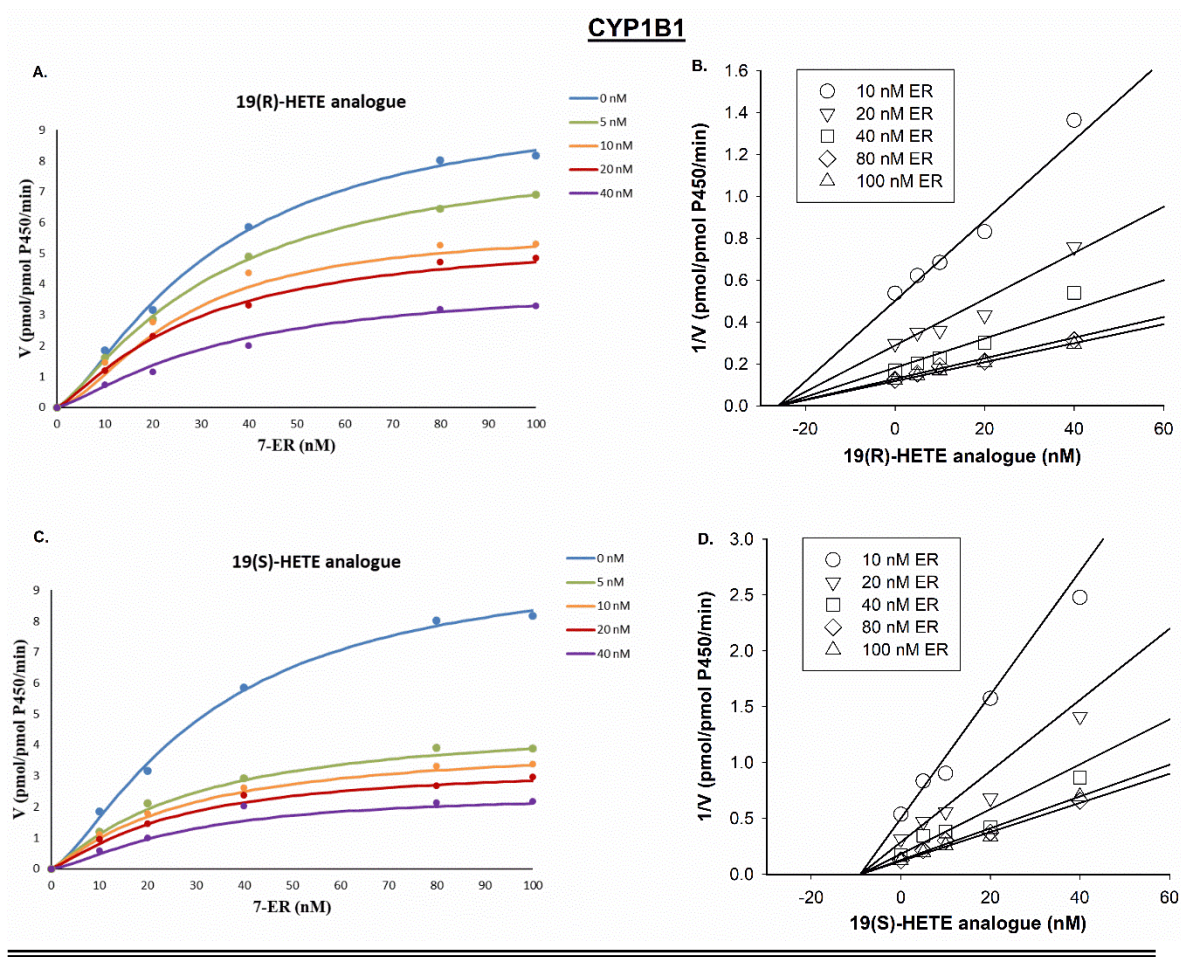 CYP1B1
A.
19(R)-HETE analogue
0 nM
5 nM
10 nM
20 nM
40 nM
9
8
7
6
5
4
3
2
1
0
V (pmol/pmol P450/min)
0 10 20 30 40 50 60 70 80 90 100
7-ER (nM)
B.
10 nM ER
20 nM ER
40 nM ER
80 nM ER
100 nM ER
1.6
1.4
1.2
1.0
0.8
0.6
0.4
0.2
0.0
1/V (pmol/pmol P450/min)
-20 0 20 40 60
19(R)-HETE analogue (nM)
C.
19(S)-HETE analogue
0 nM
5 nM
10 nM
20 nM
40 nM
9
8
7
6
5
4
3
2
1
0
V (pmol/pmol P450/min)
0 10 20 30 40 50 60 70 80 90 100
7-ER (nM)
D.
10 nM ER
20 nM ER
40 nM ER
80 nM ER
100 nM ER
3.0
2.5
2.0
1.5
1.0
0.5
0.0
1/V (pmol/pmol P450/min)
-20 0 20 40 60
19(S)-HETE analogue (nM)